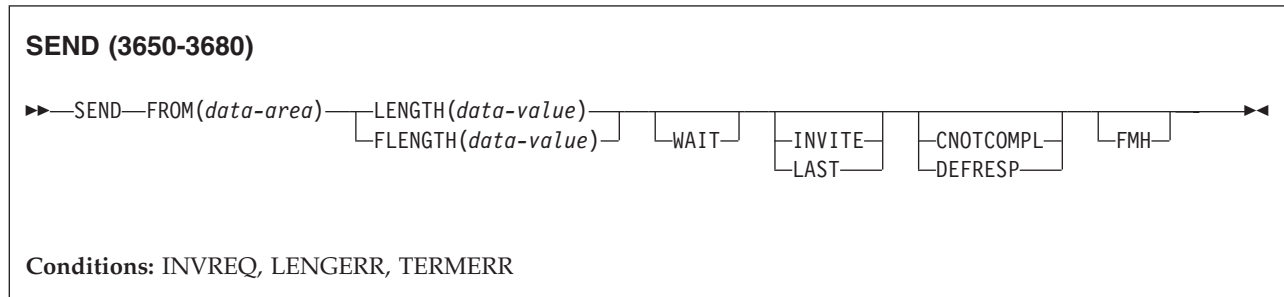 SEND (3650-3680)
SEND FROM(data-area) LENGTH(data-value)
FLENGTH(data-value) WAIT INVITE CNOTCOMPL FMH
LAST DEFRESP
Conditions: INVREQ, LENGERR, TERMERR